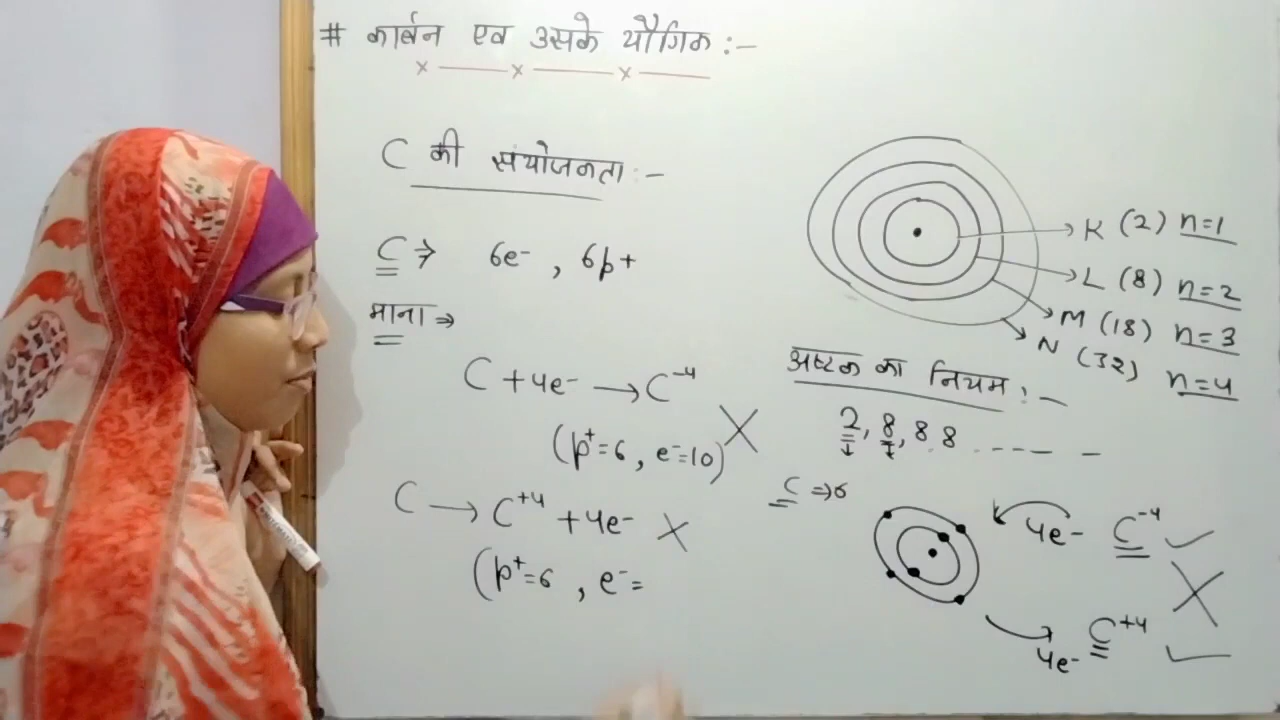 # कार्बन एव उसके यौगिक :-
C की संयोजकता :-
C → 6e⁻ , 6p+
माना ⇒
C + 4e⁻ → C⁻⁴
(p⁺=6 , e⁻=10) X
C → C⁺⁴ + 4e⁻ X
(p⁺=6 , e⁻=
K (2) n=1
L (8) n=2
M (18) n=3
N (32) n=4
अष्टक का नियम :-
2, 8, 8 8 ------
C ⇒ 6
4e⁻ C⁻⁴ ✓
X
4e⁻ C⁺⁴ ✓